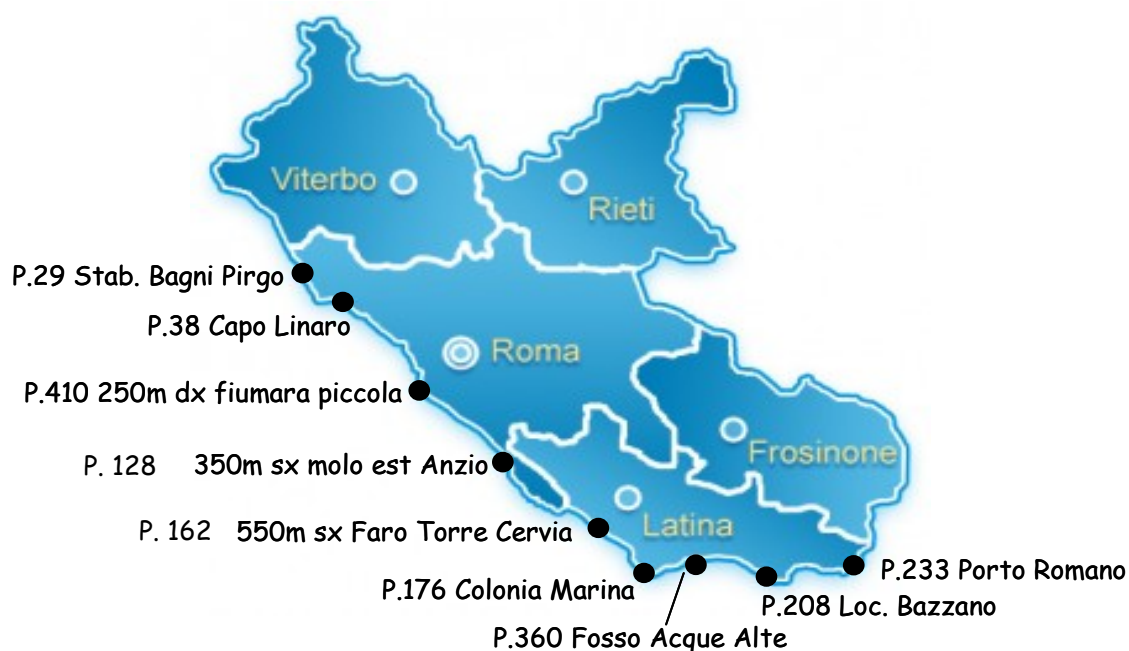 Viterbo
Rieti
P.29 Stab. Bagni Pirgo
P.38 Capo Linaro
Roma
P.410 250m dx fiumara piccola
Frosinone
P. 128 350m sx molo est Anzio
Latina
P. 162 550m sx Faro Torre Cervia
P.233 Porto Romano
P.176 Colonia Marina
P.208 Loc. Bazzano
P.360 Fosso Acque Alte